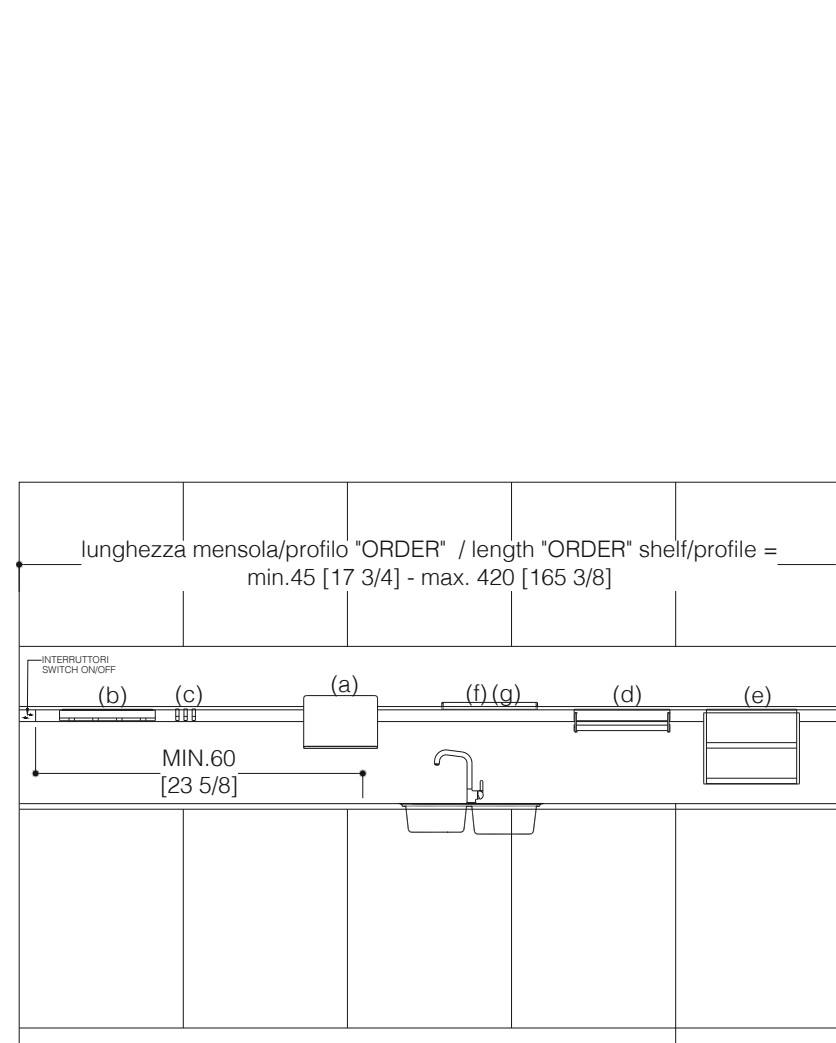 lunghezza mensola/profilo "ORDER" / length "ORDER" shelf/profile =
min.45 [17 3/4] - max. 420 [165 3/8]
INTERRUTTORI
SWITCH ON/OFF
(b)
(c)
(a)
(f) (g)
(d)
(e)
MIN.60
[23 5/8]